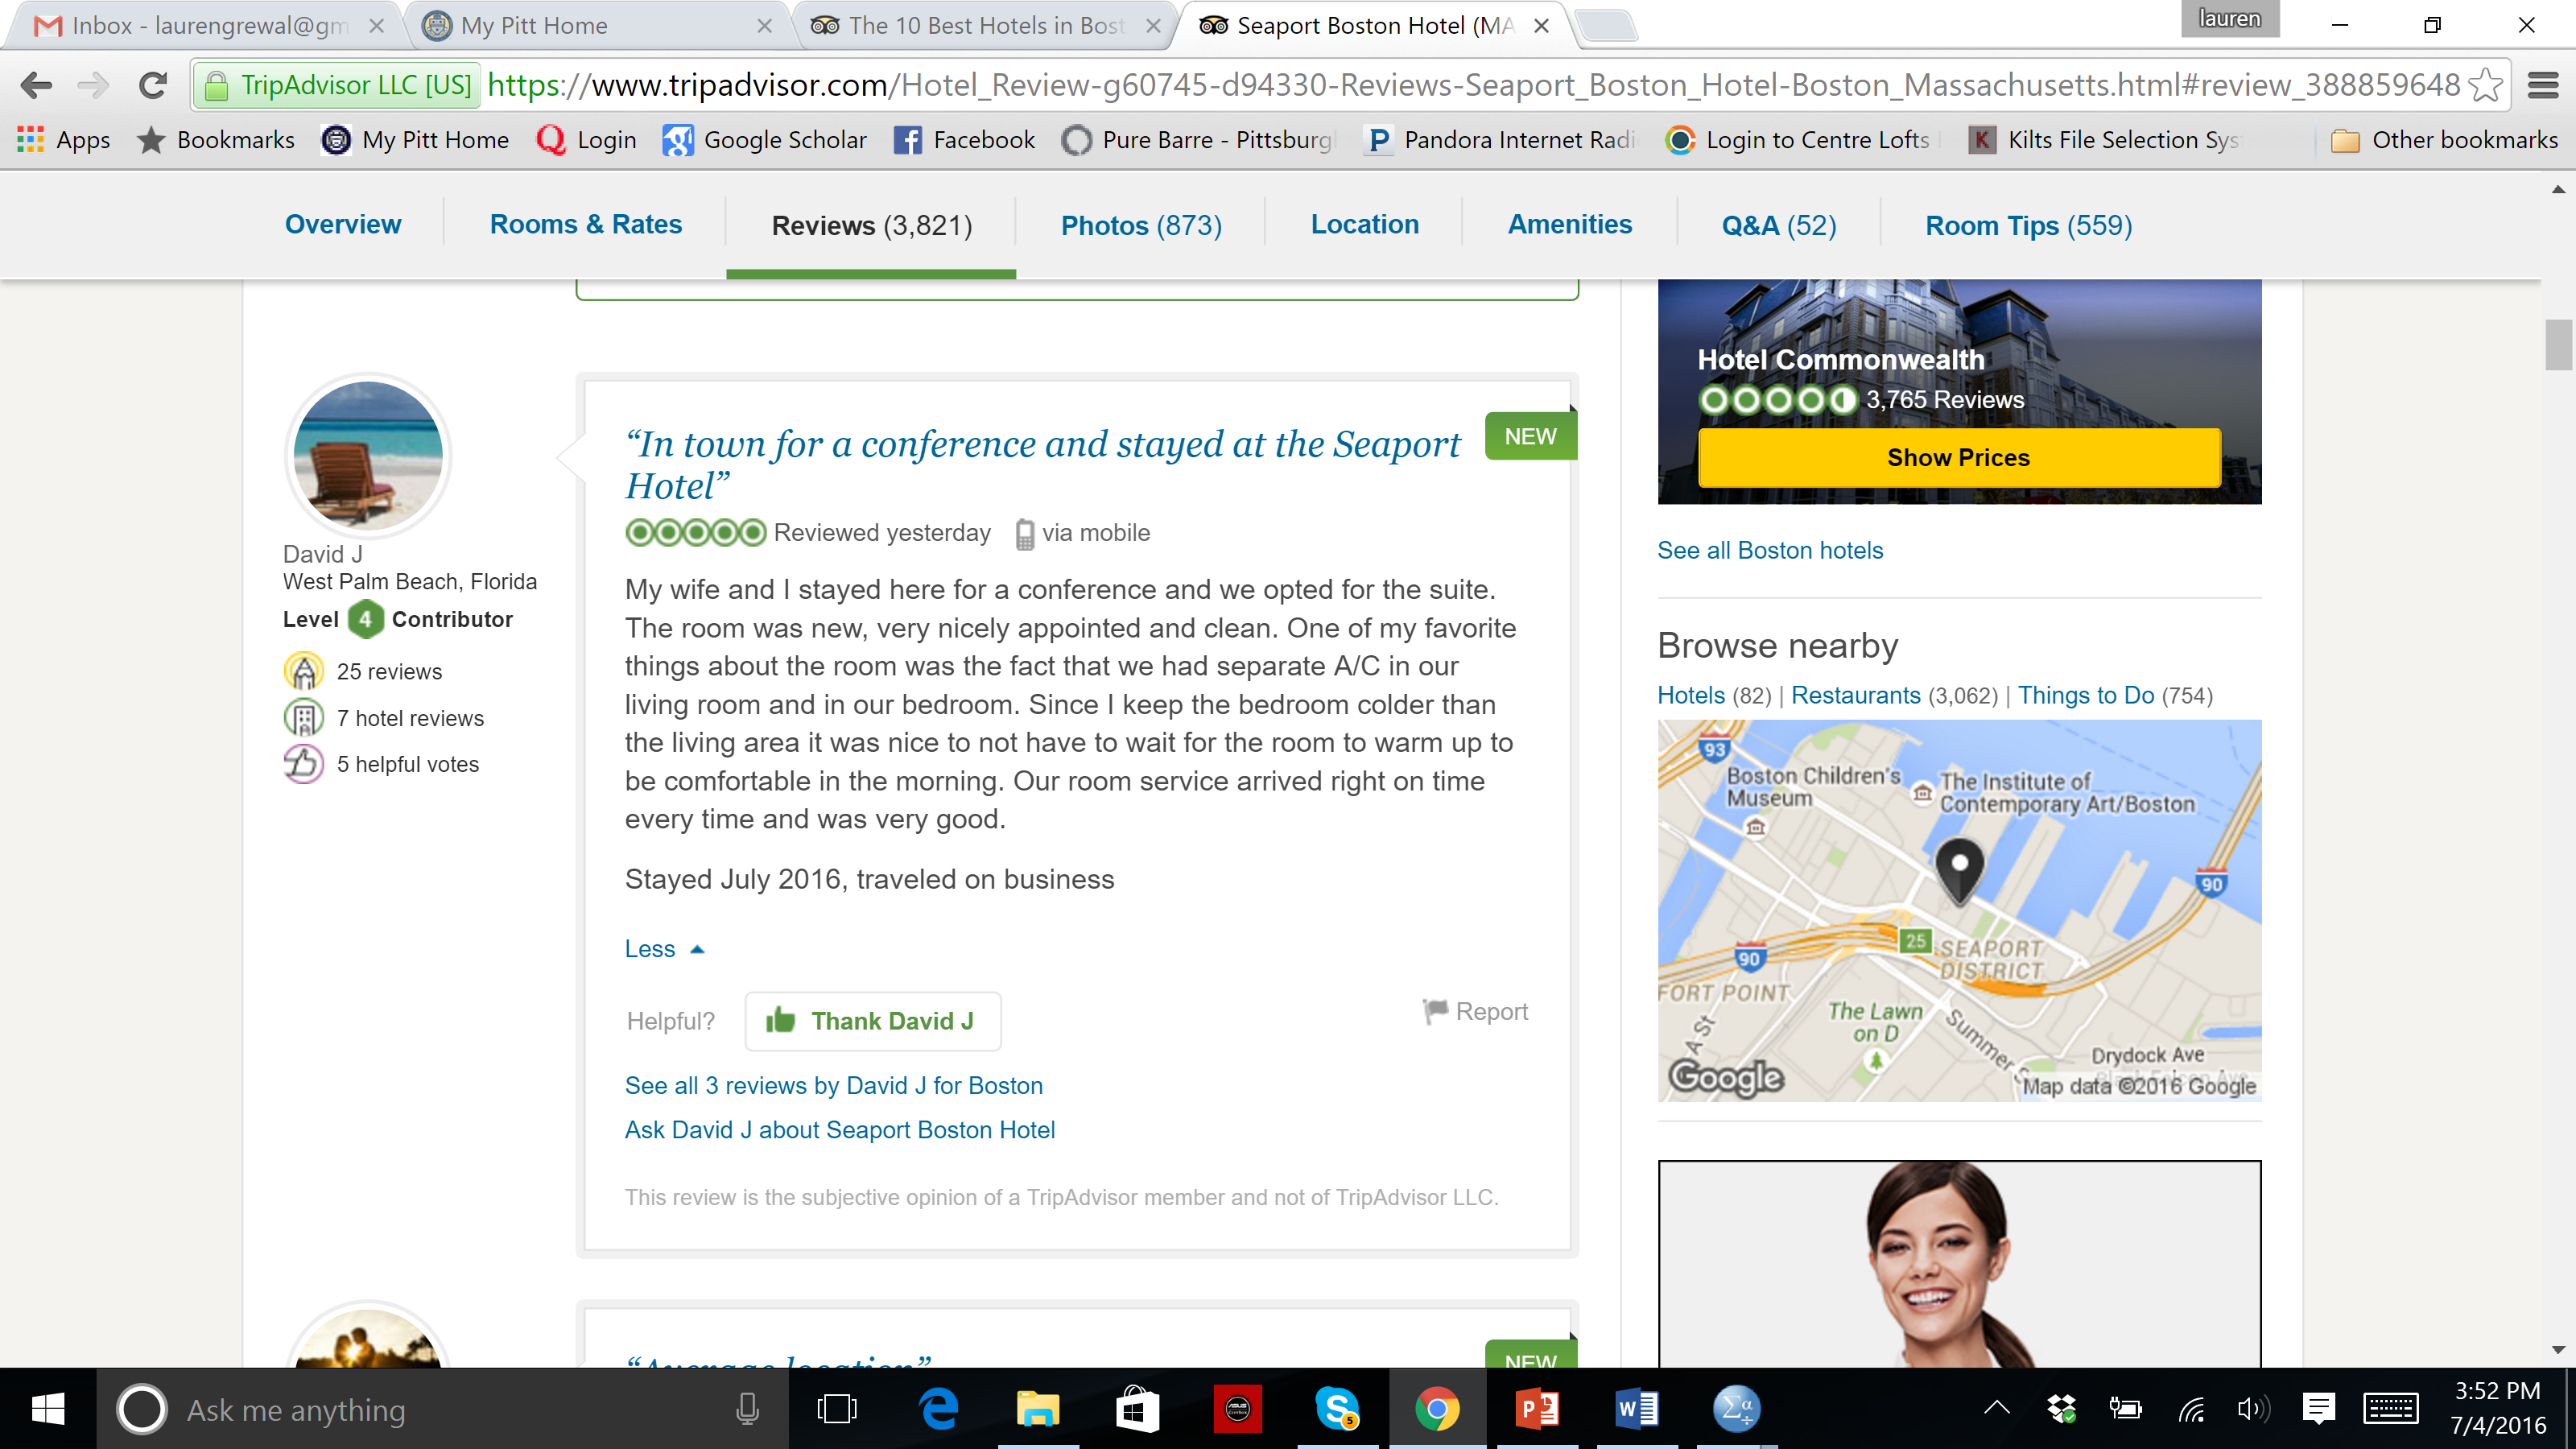 Inbox - laurengrewal@gm
My Pitt Home
The 10 Best Hotels in Bost
Seaport Boston Hotel (MA
lauren
TripAdvisor LLC [US]
https://www.tripadvisor.com/Hotel_Review-g60745-d94330-Reviews-Seaport_Boston_Hotel-Boston_Massachusetts.html#review_388859648
Apps
Bookmarks
My Pitt Home
Login
Google Scholar
Facebook
Pure Barre - Pittsburg
Pandora Internet Radi
Login to Centre Lofts
Kilts File Selection Sys
Other bookmarks
Overview
Rooms & Rates
Reviews (3,821)
Photos (873)
Location
Amenities
Q&A (52)
Room Tips (559)
David J
West Palm Beach, Florida
Level 4 Contributor
25 reviews
7 hotel reviews
5 helpful votes
“In town for a conference and stayed at the Seaport
Hotel”
NEW
Reviewed yesterday via mobile
My wife and I stayed here for a conference and we opted for the suite.
The room was new, very nicely appointed and clean. One of my favorite
things about the room was the fact that we had separate A/C in our
living room and in our bedroom. Since I keep the bedroom colder than
the living area it was nice to not have to wait for the room to warm up to
be comfortable in the morning. Our room service arrived right on time
every time and was very good.
Stayed July 2016, traveled on business
Less
Helpful?
Thank David J
Report
See all 3 reviews by David J for Boston
Ask David J about Seaport Boston Hotel
This review is the subjective opinion of a TripAdvisor member and not of TripAdvisor LLC.
“Average location”
NEW
Hotel Commonwealth
3,765 Reviews
Show Prices
See all Boston hotels
Browse nearby
Hotels (82) | Restaurants (3,062) | Things to Do (754)
93
Boston Children's
Museum
The Institute of
Contemporary Art/Boston
90
25
SEAPORT
DISTRICT
90
FORT POINT
The Lawn
on D
A St
Summer S
Drydock Ave
Google
Map data ©2016 Google
Ask me anything
5
3:52 PM
7/4/2016